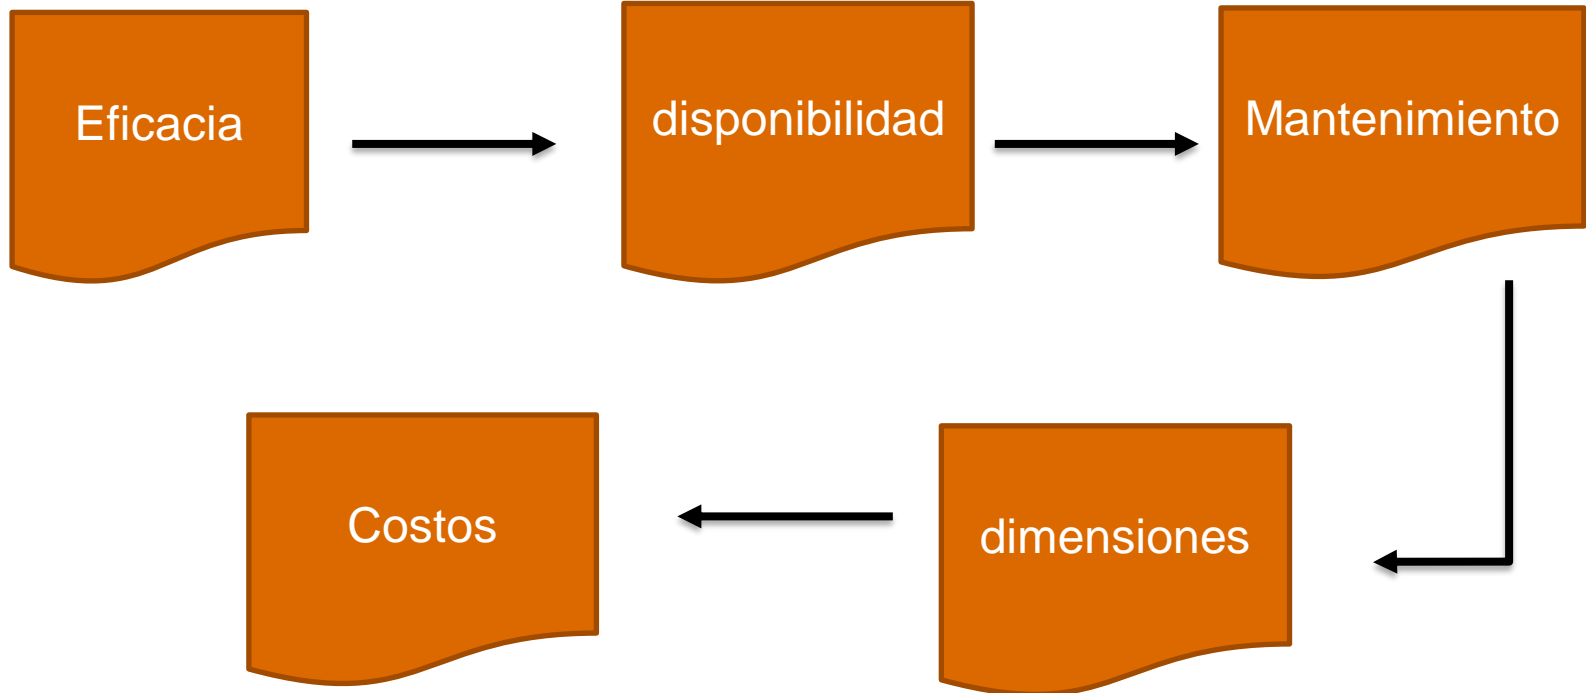 Eficacia
disponibilidad
Mantenimiento
dimensiones
Costos